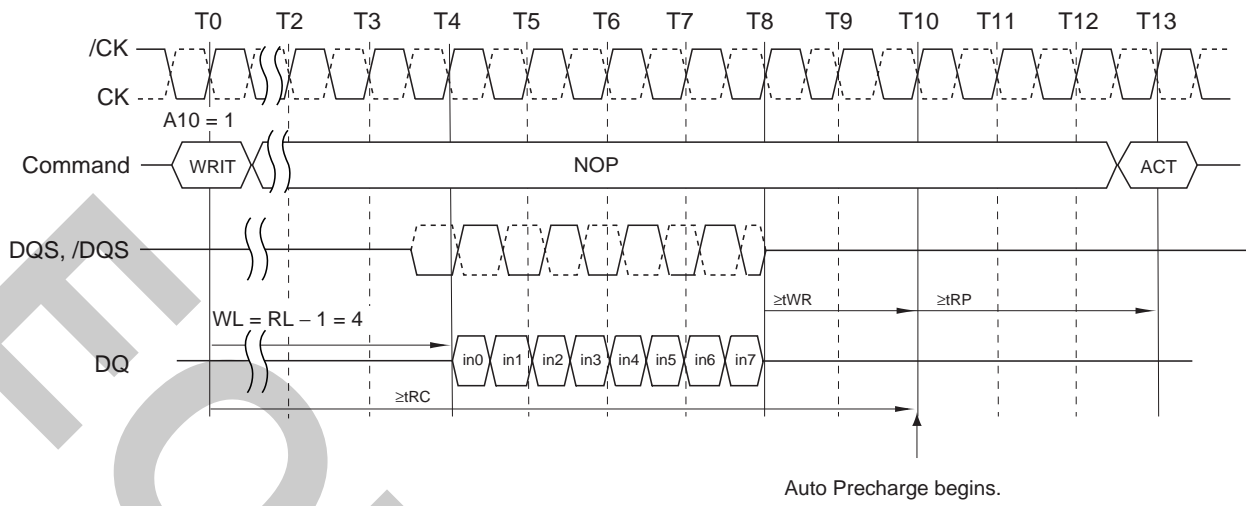 T0 T2 T3 T4 T5 T6 T7 T8 T9 T10 T11 T12 T13
/CK
CK
A10 = 1
Command WRIT NOP ACT
DQS, /DQS
≥tWR ≥tRP
WL = RL − 1 = 4
DQ in0 in1 in2 in3 in4 in5 in6 in7
≥tRC
Auto Precharge begins.